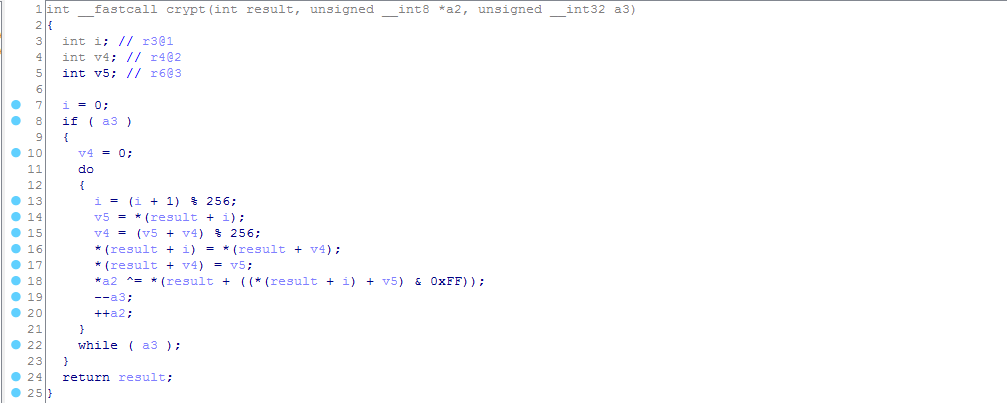 1 int __fastcall crypt(int result, unsigned __int8 *a2, unsigned __int32 a3)
2 {
3   int i; // r3@1
4   int v4; // r4@2
5   int v5; // r6@3
6
7   i = 0;
8   if ( a3 )
9   {
10     v4 = 0;
11     do
12     {
13       i = (i + 1) % 256;
14       v5 = *(result + i);
15       v4 = (v5 + v4) % 256;
16       *(result + i) = *(result + v4);
17       *(result + v4) = v5;
18       *a2 ^= *(result + ((*(result + i) + v5) & 0xFF));
19       --a3;
20       ++a2;
21     }
22     while ( a3 );
23   }
24   return result;
25 }